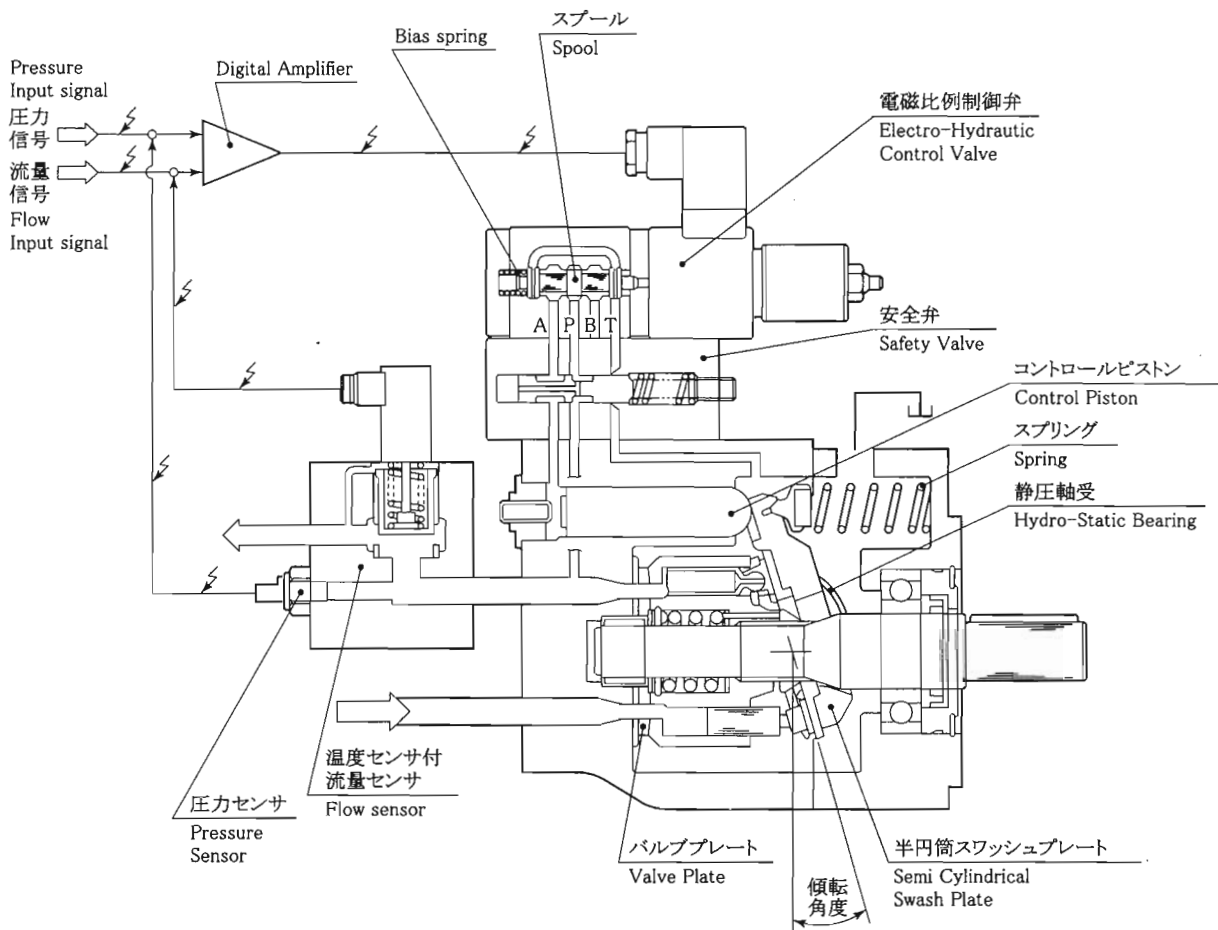 スプール
Spool
Bias spring
Pressure
Input signal
圧力
信号
流量
信号
Flow
Input signal
Digital Amplifier
電磁比例制御弁
Electro-Hydrautic
Control Valve
A P B T
安全弁
Safety Valve
コントロールピストン
Control Piston
スプリング
Spring
静圧軸受
Hydro-Static Bearing
温度センサ付
流量センサ
Flow sensor
圧力センサ
Pressure
Sensor
バルブプレート
Valve Plate
傾転
角度
半円筒スワッシュプレート
Semi Cylindrical
Swash Plate